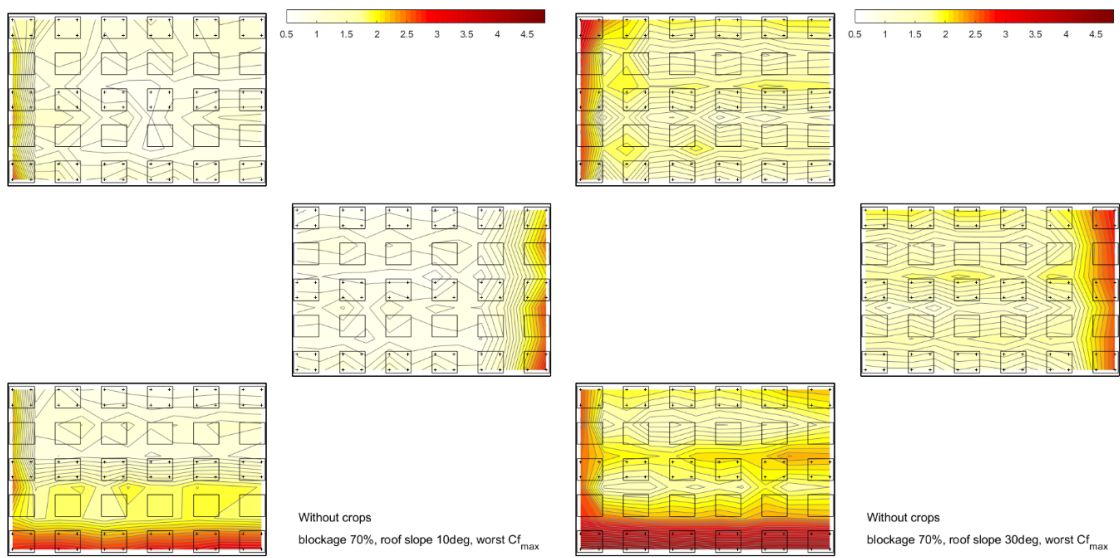 0.5 1 1.5 2 2.5 3 3.5 4 4.5
0.5 1 1.5 2 2.5 3 3.5 4 4.5
Without crops
blockage 70%, roof slope 10deg, worst Cfmax
Without crops
blockage 70%, roof slope 30deg, worst Cfmax